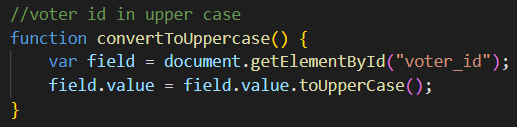 //voter id in upper case
function convertToUppercase() {
    var field = document.getElementById("voter_id");
    field.value = field.value.toUpperCase();
}